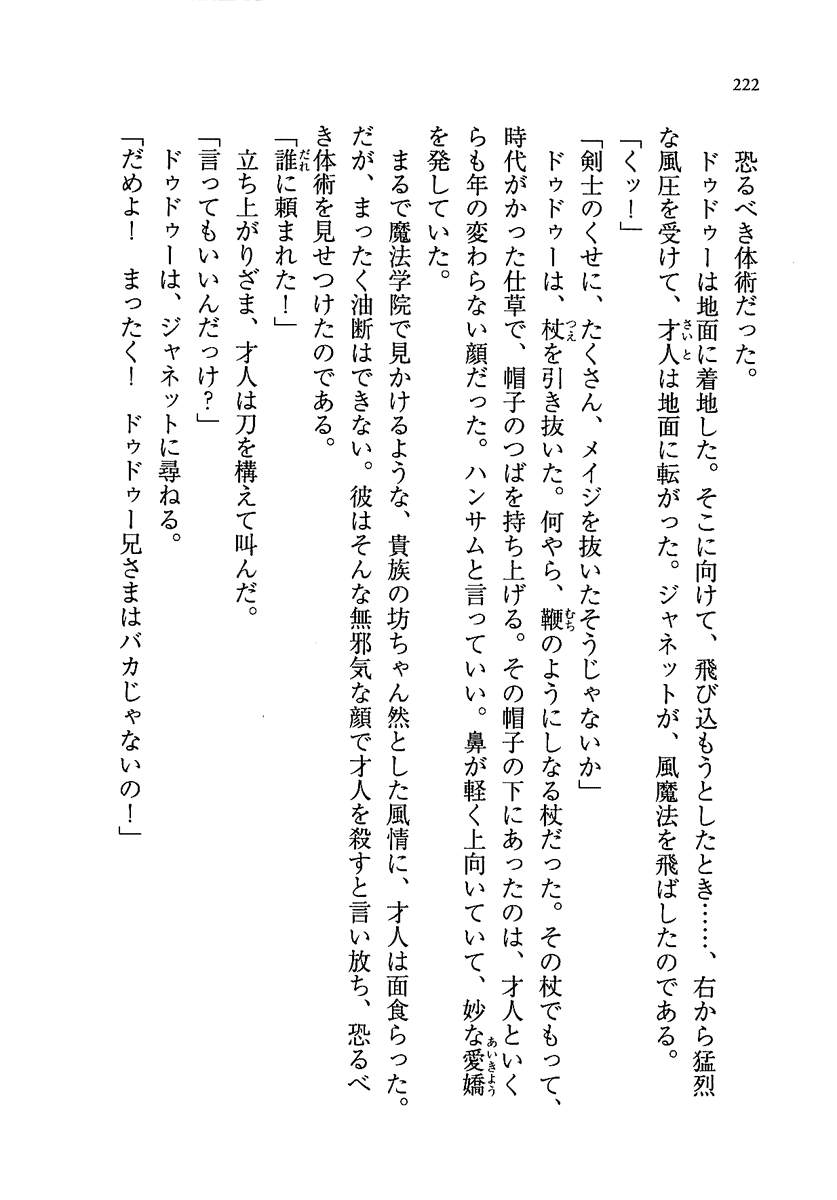 222
恐るべき体術だった。
ドゥドゥーは地面に着地した。そこに向けて、飛び込もうとしたとき……、右から猛烈
な風圧を受けて、才人は地面に転がった。ジャネットが、風魔法を飛ばしたのである。
「くッ！」
「剣士のくせに、たくさん、メイジを抜いたそうじゃないか」
ドゥドゥーは、杖を引き抜いた。何やら、鞭のようにしなる杖だった。その杖でもって、
時代がかった仕草で、帽子のつばを持ち上げる。その帽子の下にあったのは、才人といく
らも年の変わらない顔だった。ハンサムと言っていい。鼻が軽く上向いていて、妙な愛嬌
を発していた。
まるで魔法学院で見かけるような、貴族の坊ちゃん然とした風情に、才人は面食らった。
だが、まったく油断はできない。彼はそんな無邪気な顔で才人を殺すと言い放ち、恐るべ
き体術を見せつけたのである。
「誰に頼まれた！」
立ち上がりざま、才人は刀を構えて叫んだ。
「言ってもいいんだっけ？」
ドゥドゥーは、ジャネットに尋ねる。
「だめよ！　まったく！　ドゥドゥー兄さまはバカじゃないの！」